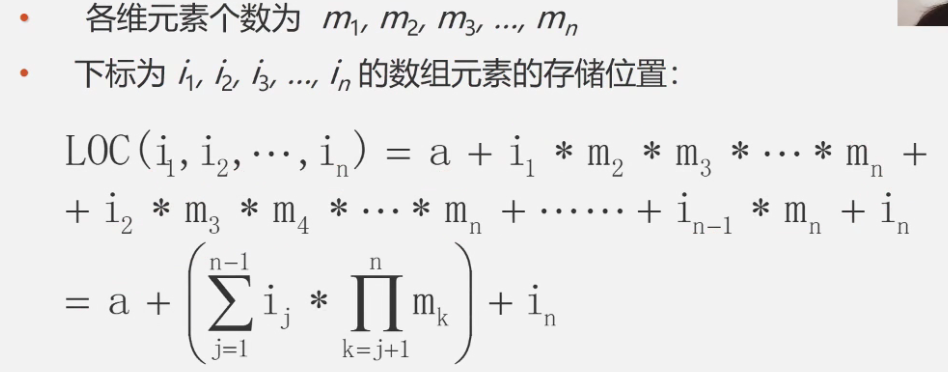 • 各维元素个数为 m₁, m₂, m₃, …, mₙ
• 下标为 i₁, i₂, i₃, …, iₙ 的数组元素的存储位置：
LOC(i₁,i₂,⋯,iₙ) = a + i₁ * m₂ * m₃ * ⋯ * mₙ +
+ i₂ * m₃ * m₄ * ⋯ * mₙ + ⋯⋯ + iₙ₋₁ * mₙ + iₙ
= a + ( ∑_{j=1}^{n-1} i_j * ∏_{k=j+1}^{n} m_k ) + iₙ